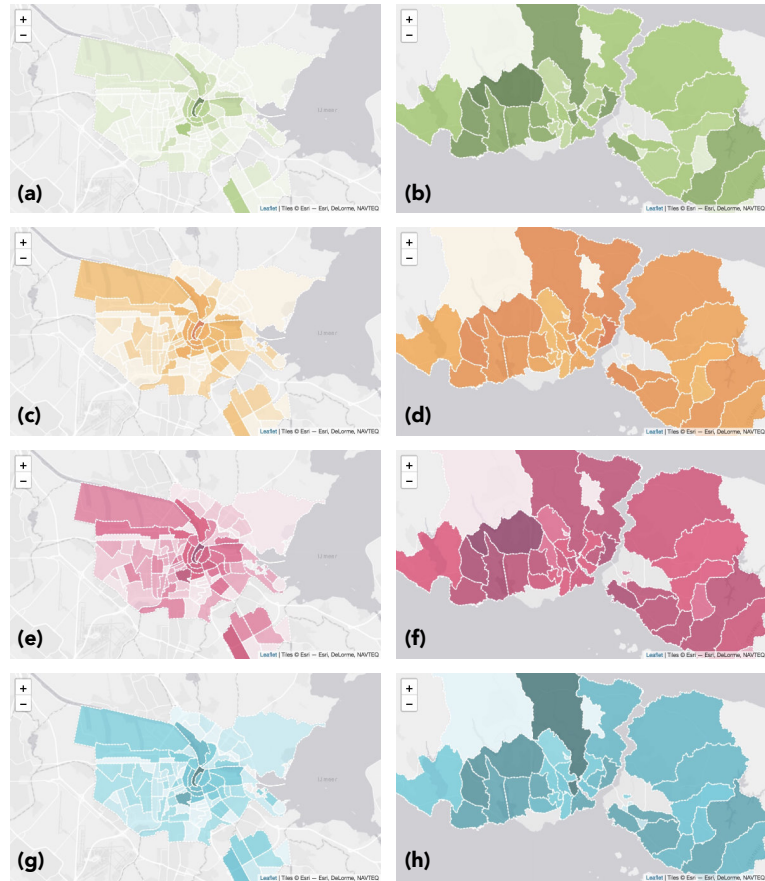 +
−
(a)
Leaflet | Tiles © Esri — Esri, DeLorme, NAVTEQ
+
−
(b)
Leaflet | Tiles © Esri — Esri, DeLorme, NAVTEQ
+
−
(c)
Leaflet | Tiles © Esri — Esri, DeLorme, NAVTEQ
+
−
(d)
Leaflet | Tiles © Esri — Esri, DeLorme, NAVTEQ
+
−
(e)
Leaflet | Tiles © Esri — Esri, DeLorme, NAVTEQ
+
−
(f)
Leaflet | Tiles © Esri — Esri, DeLorme, NAVTEQ
+
−
(g)
Leaflet | Tiles © Esri — Esri, DeLorme, NAVTEQ
+
−
(h)
Leaflet | Tiles © Esri — Esri, DeLorme, NAVTEQ